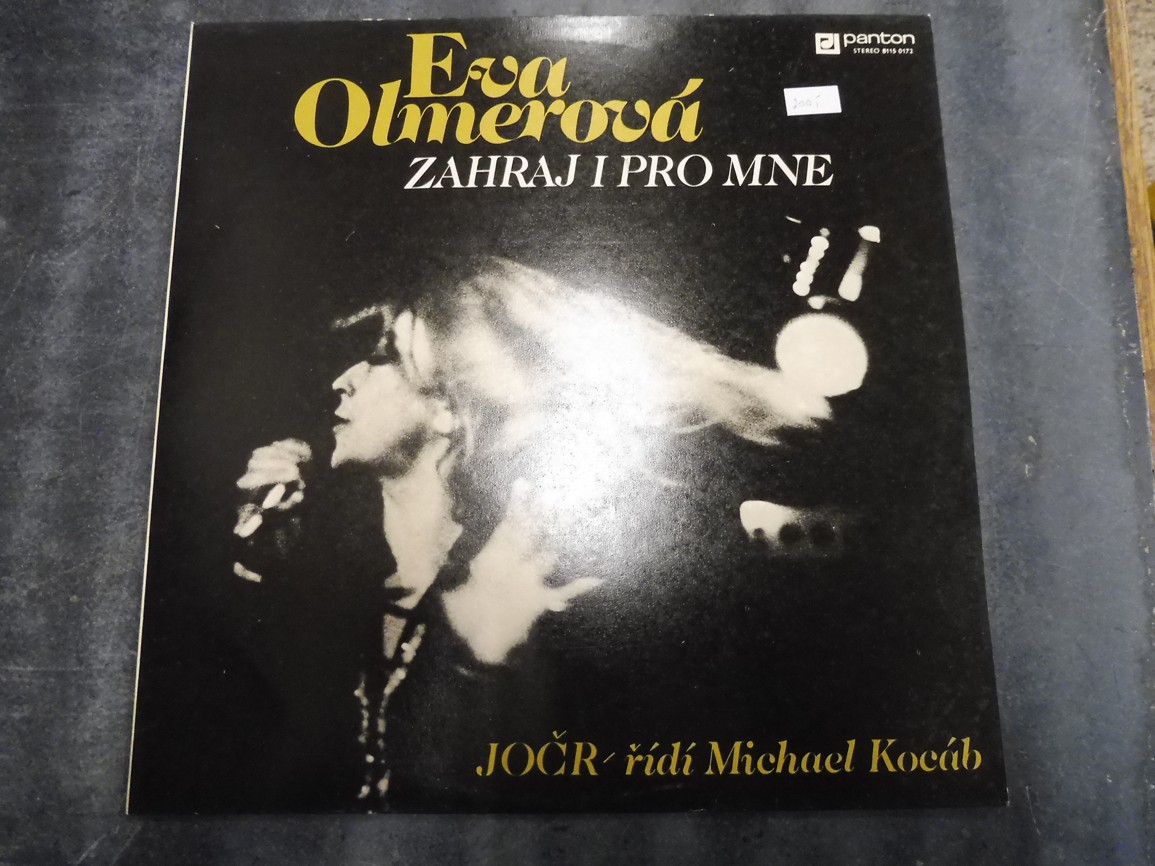 Eva
Olmerová
ZAHRAJ I PRO MNE
panton
STEREO 8115 0172
JOČR - řídí Michael Kocáb